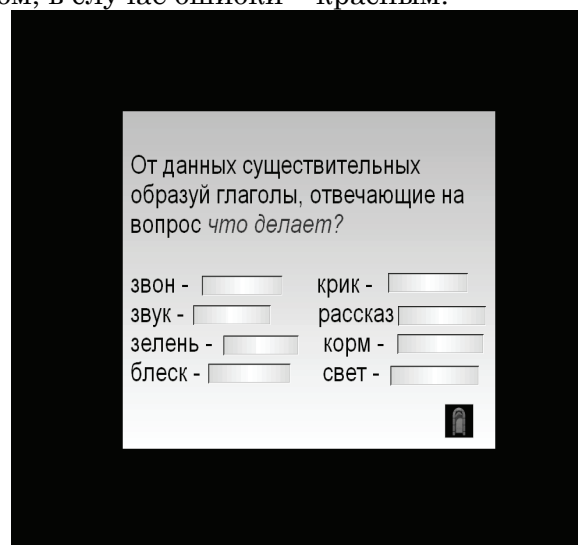 ом, в случае ошибки – красным.
От данных существительных
образуй глаголы, отвечающие на
вопрос что делает?
звон - крик -
звук - рассказ
зелень - корм -
блеск - свет -